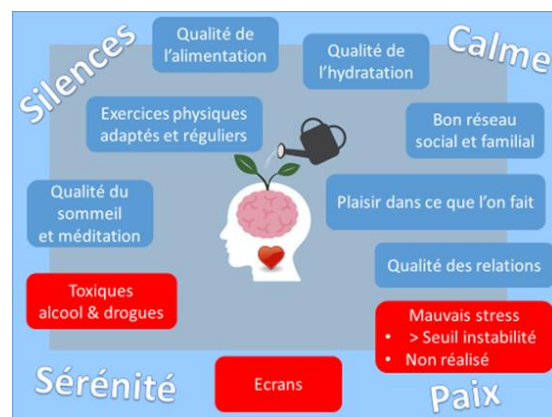 Silences
Qualité de
l'alimentation
Qualité de
l'hydratation
Calme
Exercices physiques
adaptés et réguliers
Bon réseau
social et familial
Qualité du
sommeil
et méditation
Plaisir dans ce que l'on fait
Qualité des relations
Toxiques
alcool & drogues
Mauvais stress
• > Seuil instabilité
• Non réalisé
Sérénité
Ecrans
Paix